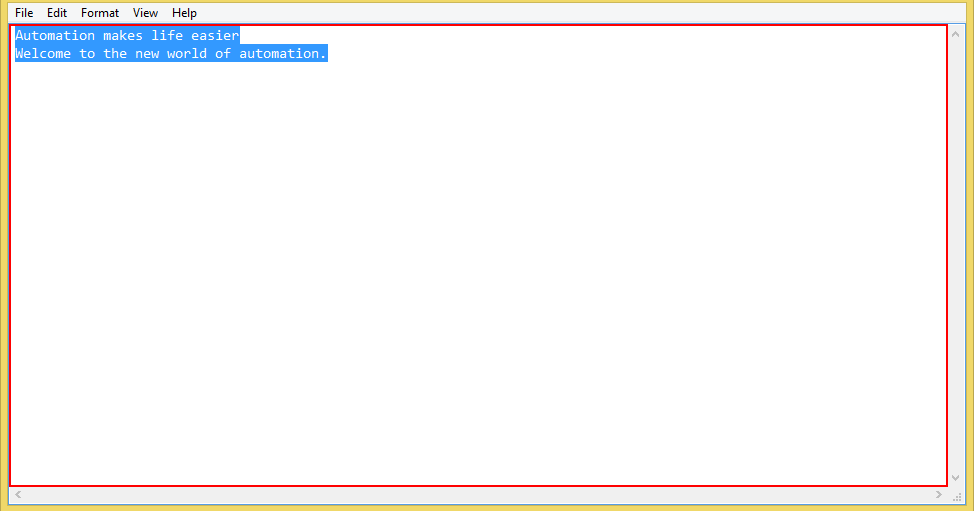 File Edit Format View Help
Automation makes life easier
Welcome to the new world of automation.